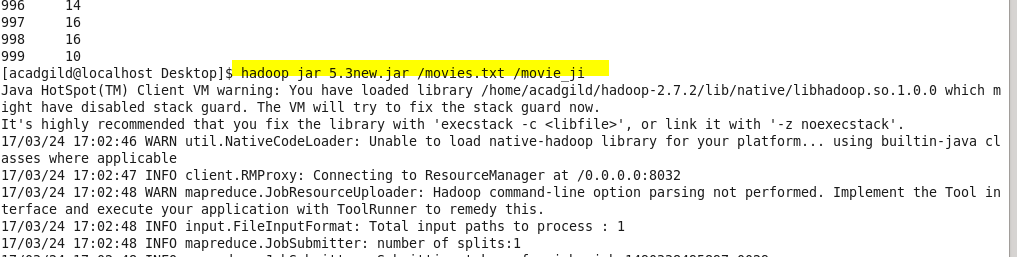 996     14
997     16
998     16
999     10
[acadgild@localhost Desktop]$ hadoop jar 5.3new.jar /movies.txt /movie_ji
Java HotSpot(TM) Client VM warning: You have loaded library /home/acadgild/hadoop-2.7.2/lib/native/libhadoop.so.1.0.0 which m
ight have disabled stack guard. The VM will try to fix the stack guard now.
It's highly recommended that you fix the library with 'execstack -c <libfile>', or link it with '-z noexecstack'.
17/03/24 17:02:46 WARN util.NativeCodeLoader: Unable to load native-hadoop library for your platform... using builtin-java cl
asses where applicable
17/03/24 17:02:47 INFO client.RMProxy: Connecting to ResourceManager at /0.0.0.0:8032
17/03/24 17:02:48 WARN mapreduce.JobResourceUploader: Hadoop command-line option parsing not performed. Implement the Tool in
terface and execute your application with ToolRunner to remedy this.
17/03/24 17:02:48 INFO input.FileInputFormat: Total input paths to process : 1
17/03/24 17:02:48 INFO mapreduce.JobSubmitter: number of splits:1
17/03/24 17:02:48 INFO